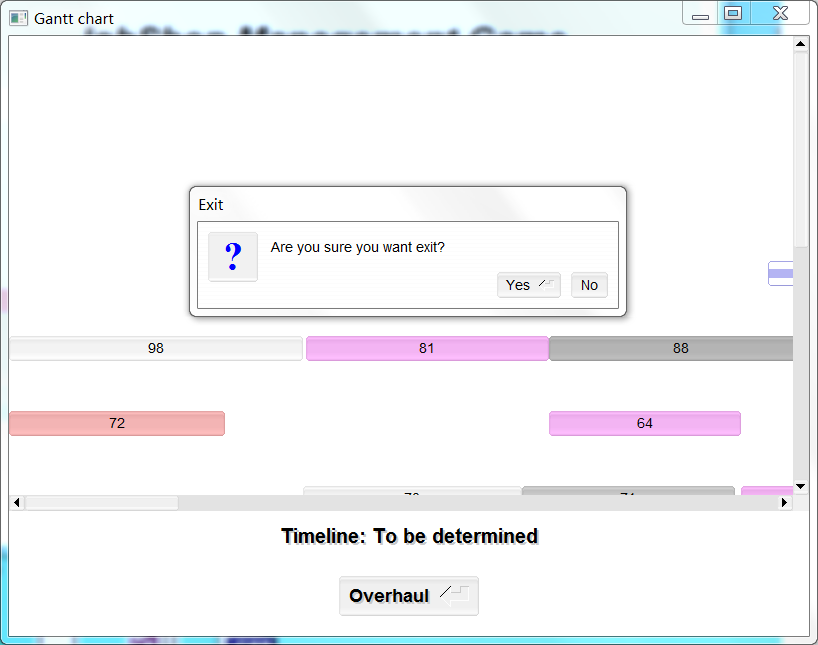 Gantt chart
Exit
?
Are you sure you want exit?
Yes
No
98
81
88
72
64
Timeline: To be determined
Overhaul